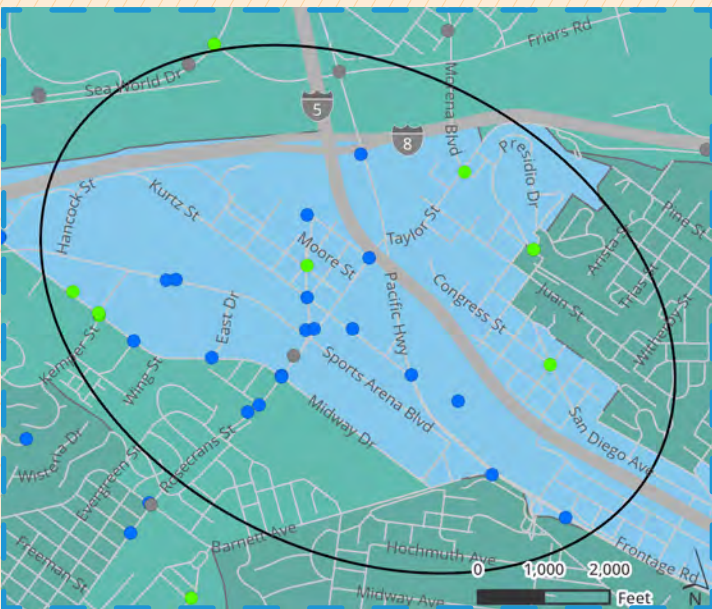 Friars Rd
Sea World Dr
Morena Blvd
5
8
Presidio Dr
Hancock St
Kurtz St
Pine St
Taylor St
Arista St
Moore St
Trias St
Juan St
Congress St
Pacific Hwy
Witherby St
East Dr
Kemper St
Wing St
Sports Arena Blvd
Midway Dr
San Diego Ave
Rosecrans St
Wisteria Dr
Evergreen St
Barnett Ave
Hochmuth Ave
Frontage Rd
Freeman St
Midway Ave
0 1,000 2,000
Feet
N